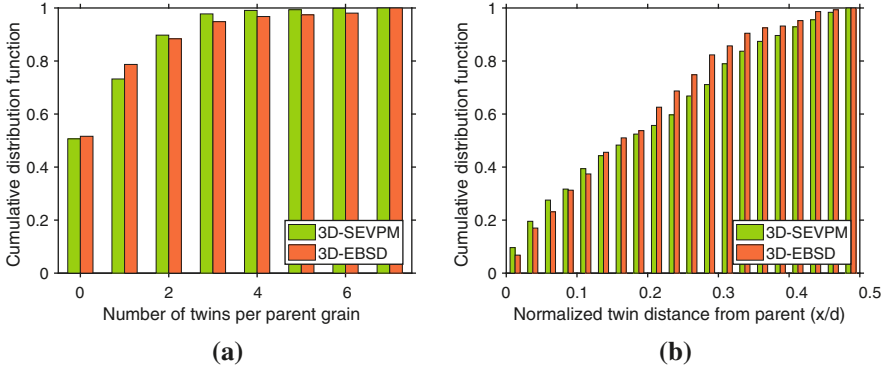 Cumulative distribution function
1
0.8
0.6
0.4
0.2
0
0
2
4
6
Number of twins per parent grain
3D-SEVPM
3D-EBSD
(a)
Cumulative distribution function
1
0.8
0.6
0.4
0.2
0
0
0.1
0.2
0.3
0.4
0.5
Normalized twin distance from parent (x/d)
3D-SEVPM
3D-EBSD
(b)